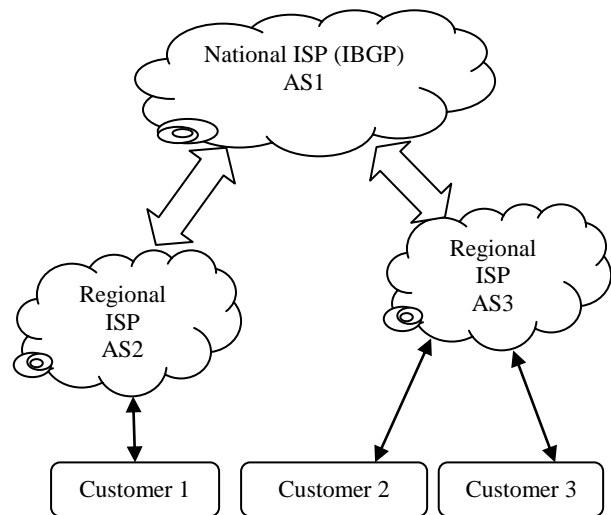 National ISP (IBGP)
AS1
Regional
ISP
AS2
Regional
ISP
AS3
Customer 1
Customer 2
Customer 3